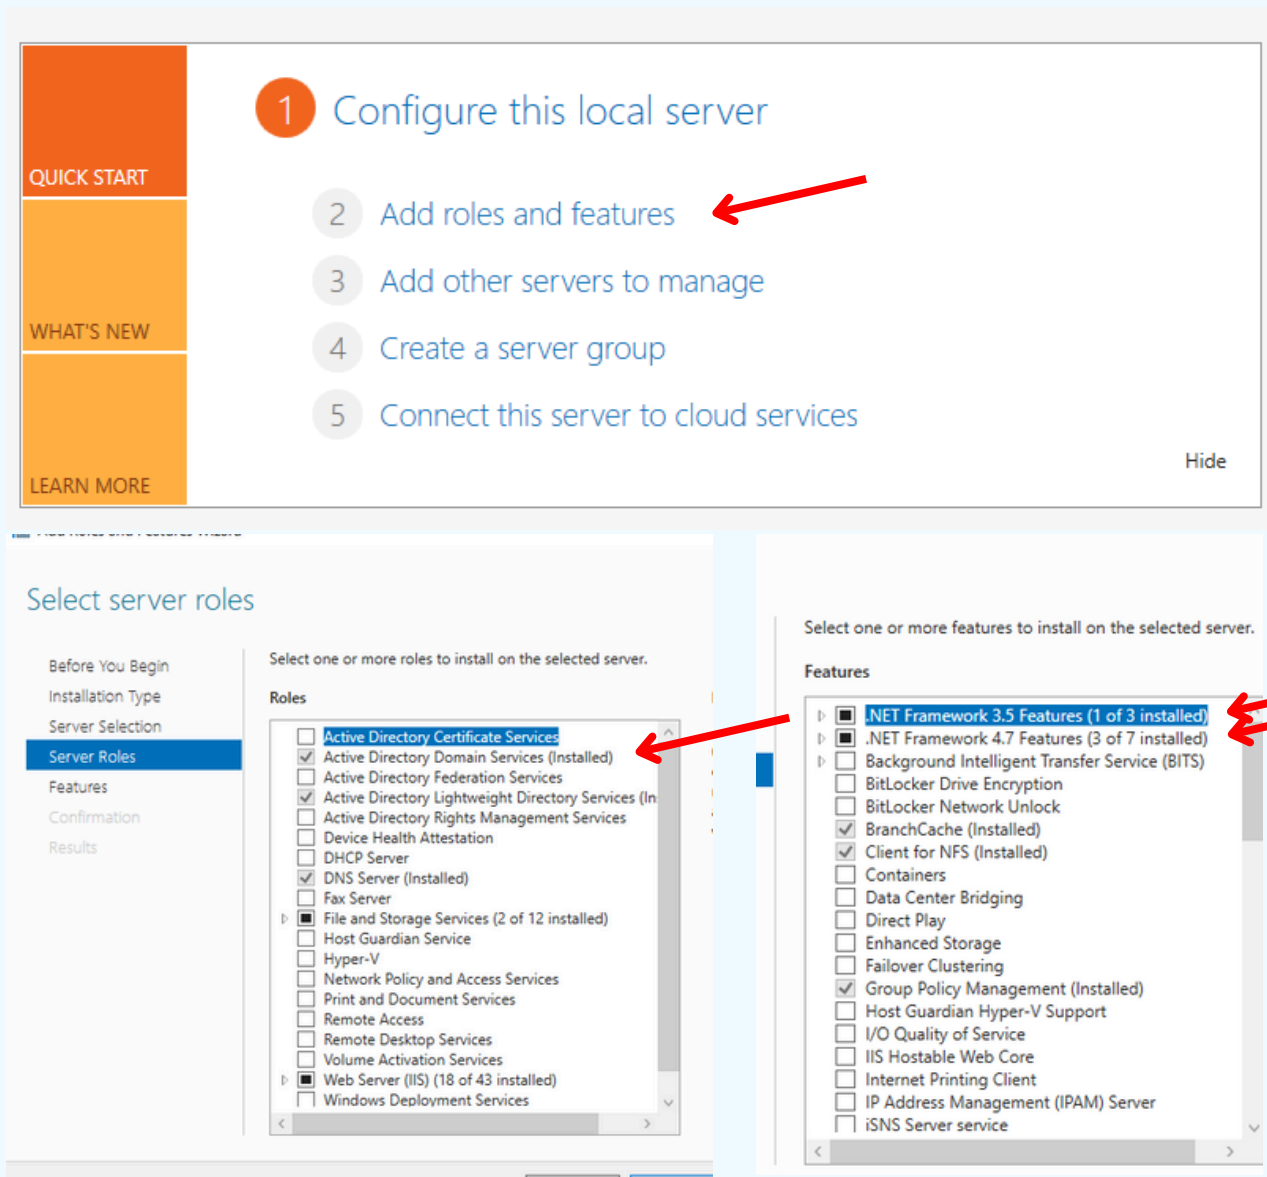 1 Configure this local server
QUICK START
2 Add roles and features
3 Add other servers to manage
WHAT'S NEW
4 Create a server group
5 Connect this server to cloud services
Hide
LEARN MORE
Select server roles
Before You Begin
Installation Type
Server Selection
Server Roles
Features
Confirmation
Results
Select one or more roles to install on the selected server.
Roles
Active Directory Certificate Services
Active Directory Domain Services (Installed)
Active Directory Federation Services
Active Directory Lightweight Directory Services (In
Active Directory Rights Management Services
Device Health Attestation
DHCP Server
DNS Server (Installed)
Fax Server
File and Storage Services (2 of 12 installed)
Host Guardian Service
Hyper-V
Network Policy and Access Services
Print and Document Services
Remote Access
Remote Desktop Services
Volume Activation Services
Web Server (IIS) (18 of 43 installed)
Windows Deployment Services
Select one or more features to install on the selected server.
Features
.NET Framework 3.5 Features (1 of 3 installed)
.NET Framework 4.7 Features (3 of 7 installed)
Background Intelligent Transfer Service (BITS)
BitLocker Drive Encryption
BitLocker Network Unlock
BranchCache (Installed)
Client for NFS (Installed)
Containers
Data Center Bridging
Direct Play
Enhanced Storage
Failover Clustering
Group Policy Management (Installed)
Host Guardian Hyper-V Support
I/O Quality of Service
IIS Hostable Web Core
Internet Printing Client
IP Address Management (IPAM) Server
iSNS Server service